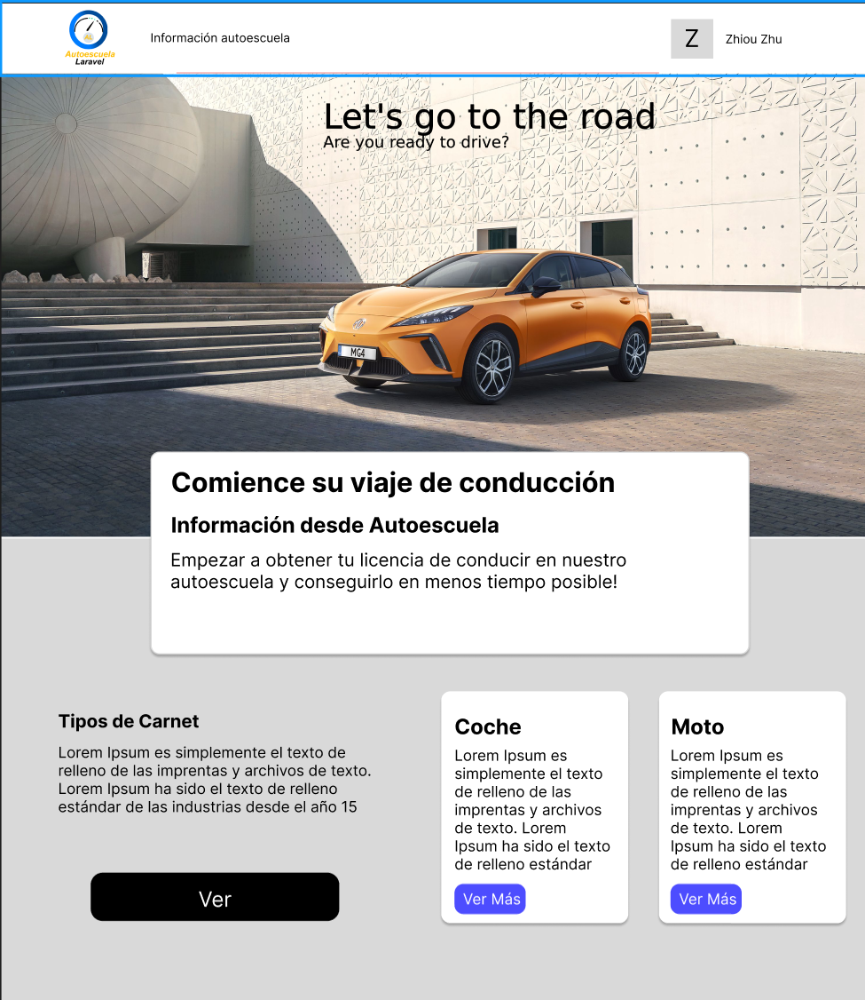 AL
Autoescuela
Laravel
Información autoescuela
Z
Zhiou Zhu
Let's go to the road
Are you ready to drive?
MG4
Comience su viaje de conducción
Información desde Autoescuela
Empezar a obtener tu licencia de conducir en nuestro
autoescuela y conseguirlo en menos tiempo posible!
Tipos de Carnet
Lorem Ipsum es simplemente el texto de
relleno de las imprentas y archivos de texto.
Lorem Ipsum ha sido el texto de relleno
estándar de las industrias desde el año 15
Ver
Coche
Lorem Ipsum es
simplemente el texto
de relleno de las
imprentas y archivos
de texto. Lorem
Ipsum ha sido el texto
de relleno estándar
Ver Más
Moto
Lorem Ipsum es
simplemente el texto
de relleno de las
imprentas y archivos
de texto. Lorem
Ipsum ha sido el texto
de relleno estándar
Ver Más